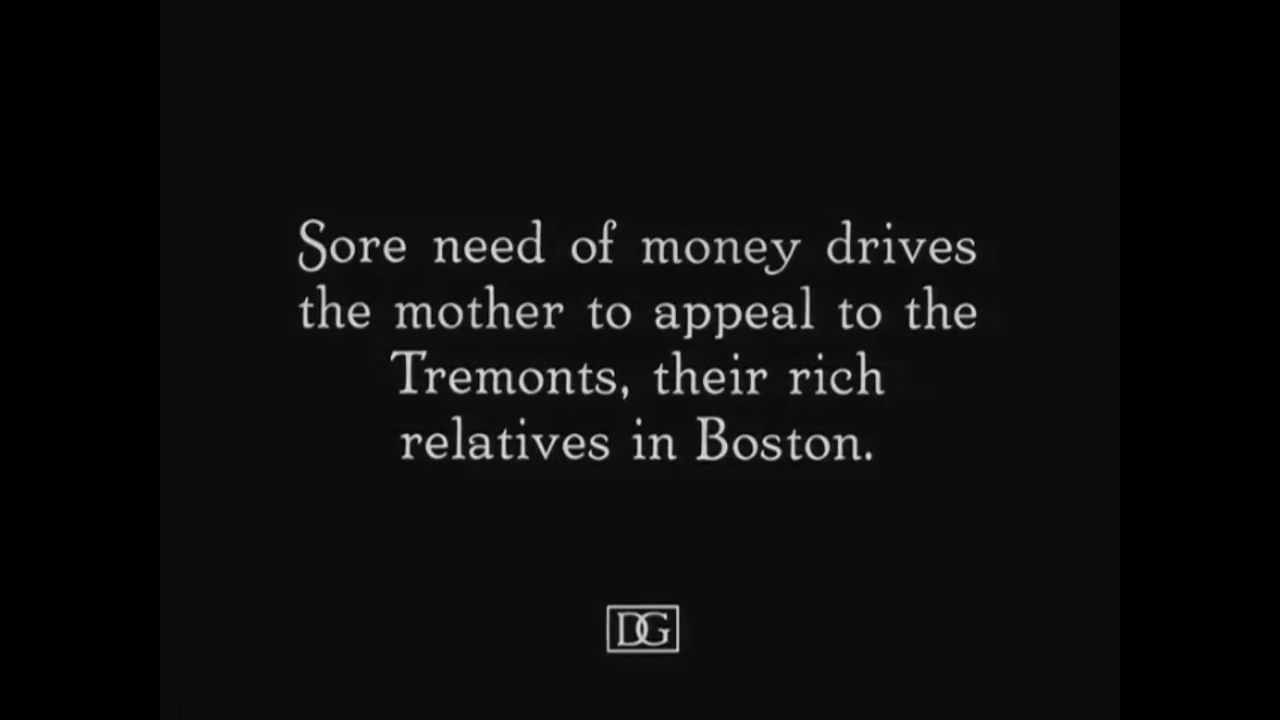 Sore need of money drives
the mother to appeal to the
Tremonts, their rich
relatives in Boston.
DG